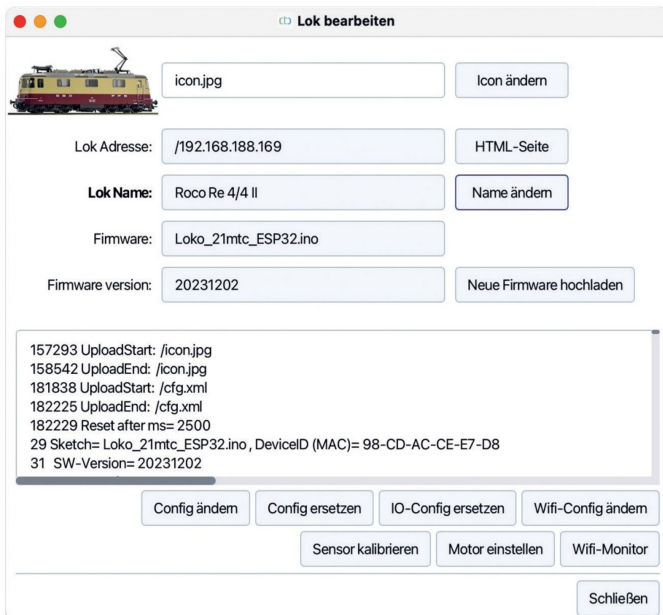 Lok bearbeiten
icon.jpg Icon ändern
Lok Adresse: /192.168.188.169 HTML-Seite
Lok Name: Roco Re 4/4 II Name ändern
Firmware: Loko_21mtc_ESP32.ino
Firmware version: 20231202 Neue Firmware hochladen
157293 UploadStart: /icon.jpg
158542 UploadEnd: /icon.jpg
181838 UploadStart: /cfg.xml
182225 UploadEnd: /cfg.xml
182229 Reset after ms= 2500
29 Sketch= Loko_21mtc_ESP32.ino , DeviceID (MAC)= 98-CD-AC-CE-E7-D8
31 SW-Version= 20231202
Config ändern Config ersetzen IO-Config ersetzen Wifi-Config ändern
Sensor kalibrieren Motor einstellen Wifi-Monitor
Schließen